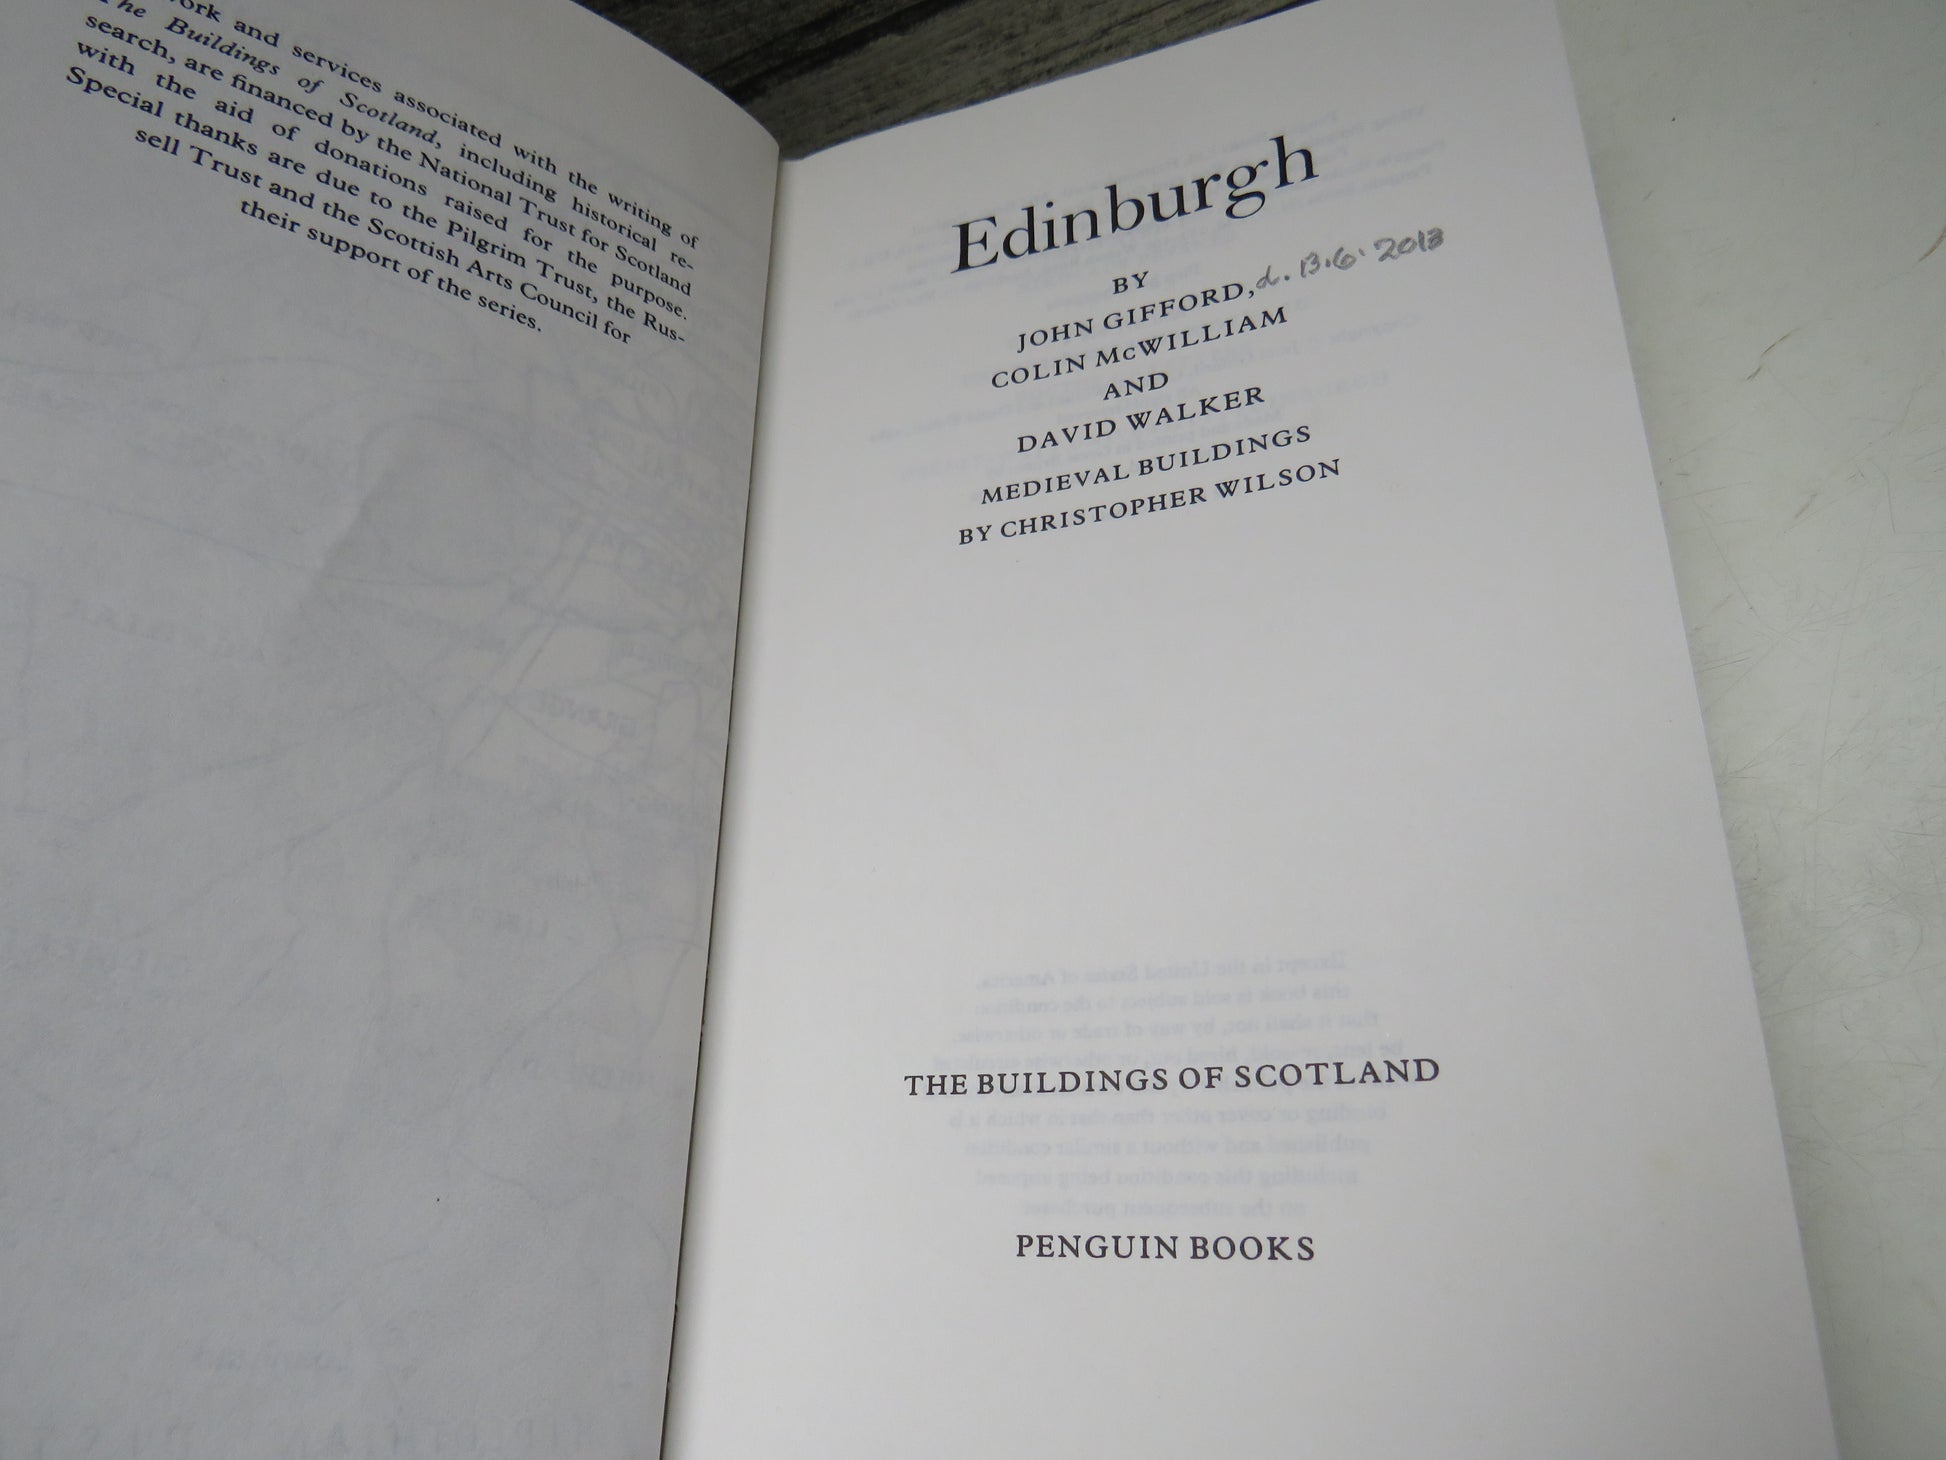 and services associated with the writing of
The Buildings of Scotland, including historical re-
search, are financed by the National Trust for Scotland
with the aid of donations raised for the purpose.
Special thanks are due to the Pilgrim Trust, the Rus-
sell Trust and the Scottish Arts Council for
their support of the series.
Edinburgh
BY
JOHN GIFFORD, d. 13.6.2013
COLIN McWILLIAM
AND
DAVID WALKER
MEDIEVAL BUILDINGS
BY CHRISTOPHER WILSON
THE BUILDINGS OF SCOTLAND
PENGUIN BOOKS